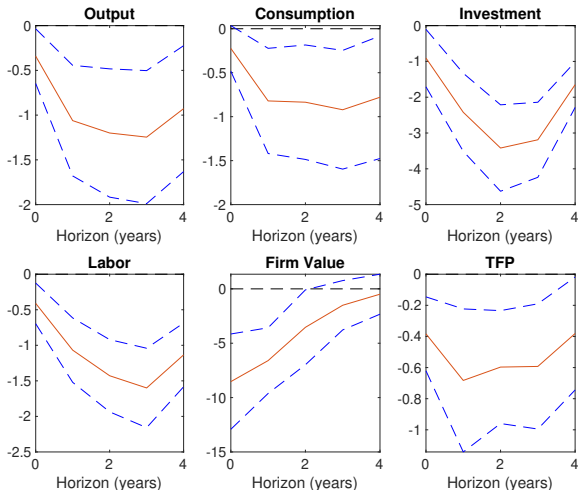 Output
0
-0.5
-1
-1.5
-2
0 2 4
Horizon (years)
Consumption
0
-0.5
-1
-1.5
-2
0 2 4
Horizon (years)
Investment
0
-1
-2
-3
-4
-5
0 2 4
Horizon (years)
Labor
0
-0.5
-1
-1.5
-2
-2.5
0 2 4
Horizon (years)
Firm Value
0
-5
-10
-15
0 2 4
Horizon (years)
TFP
0
-0.2
-0.4
-0.6
-0.8
-1
0 2 4
Horizon (years)